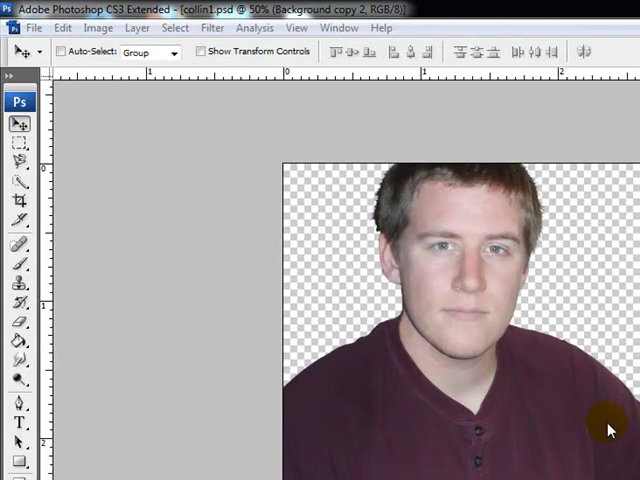 Ps Adobe Photoshop CS3 Extended - [collin1.psd @ 50% (Background copy 2, RGB/8)]
File Edit Image Layer Select Filter Analysis View Window Help
Auto-Select: Group Show Transform Controls
1 0 1 2
Ps
0
1
2
T